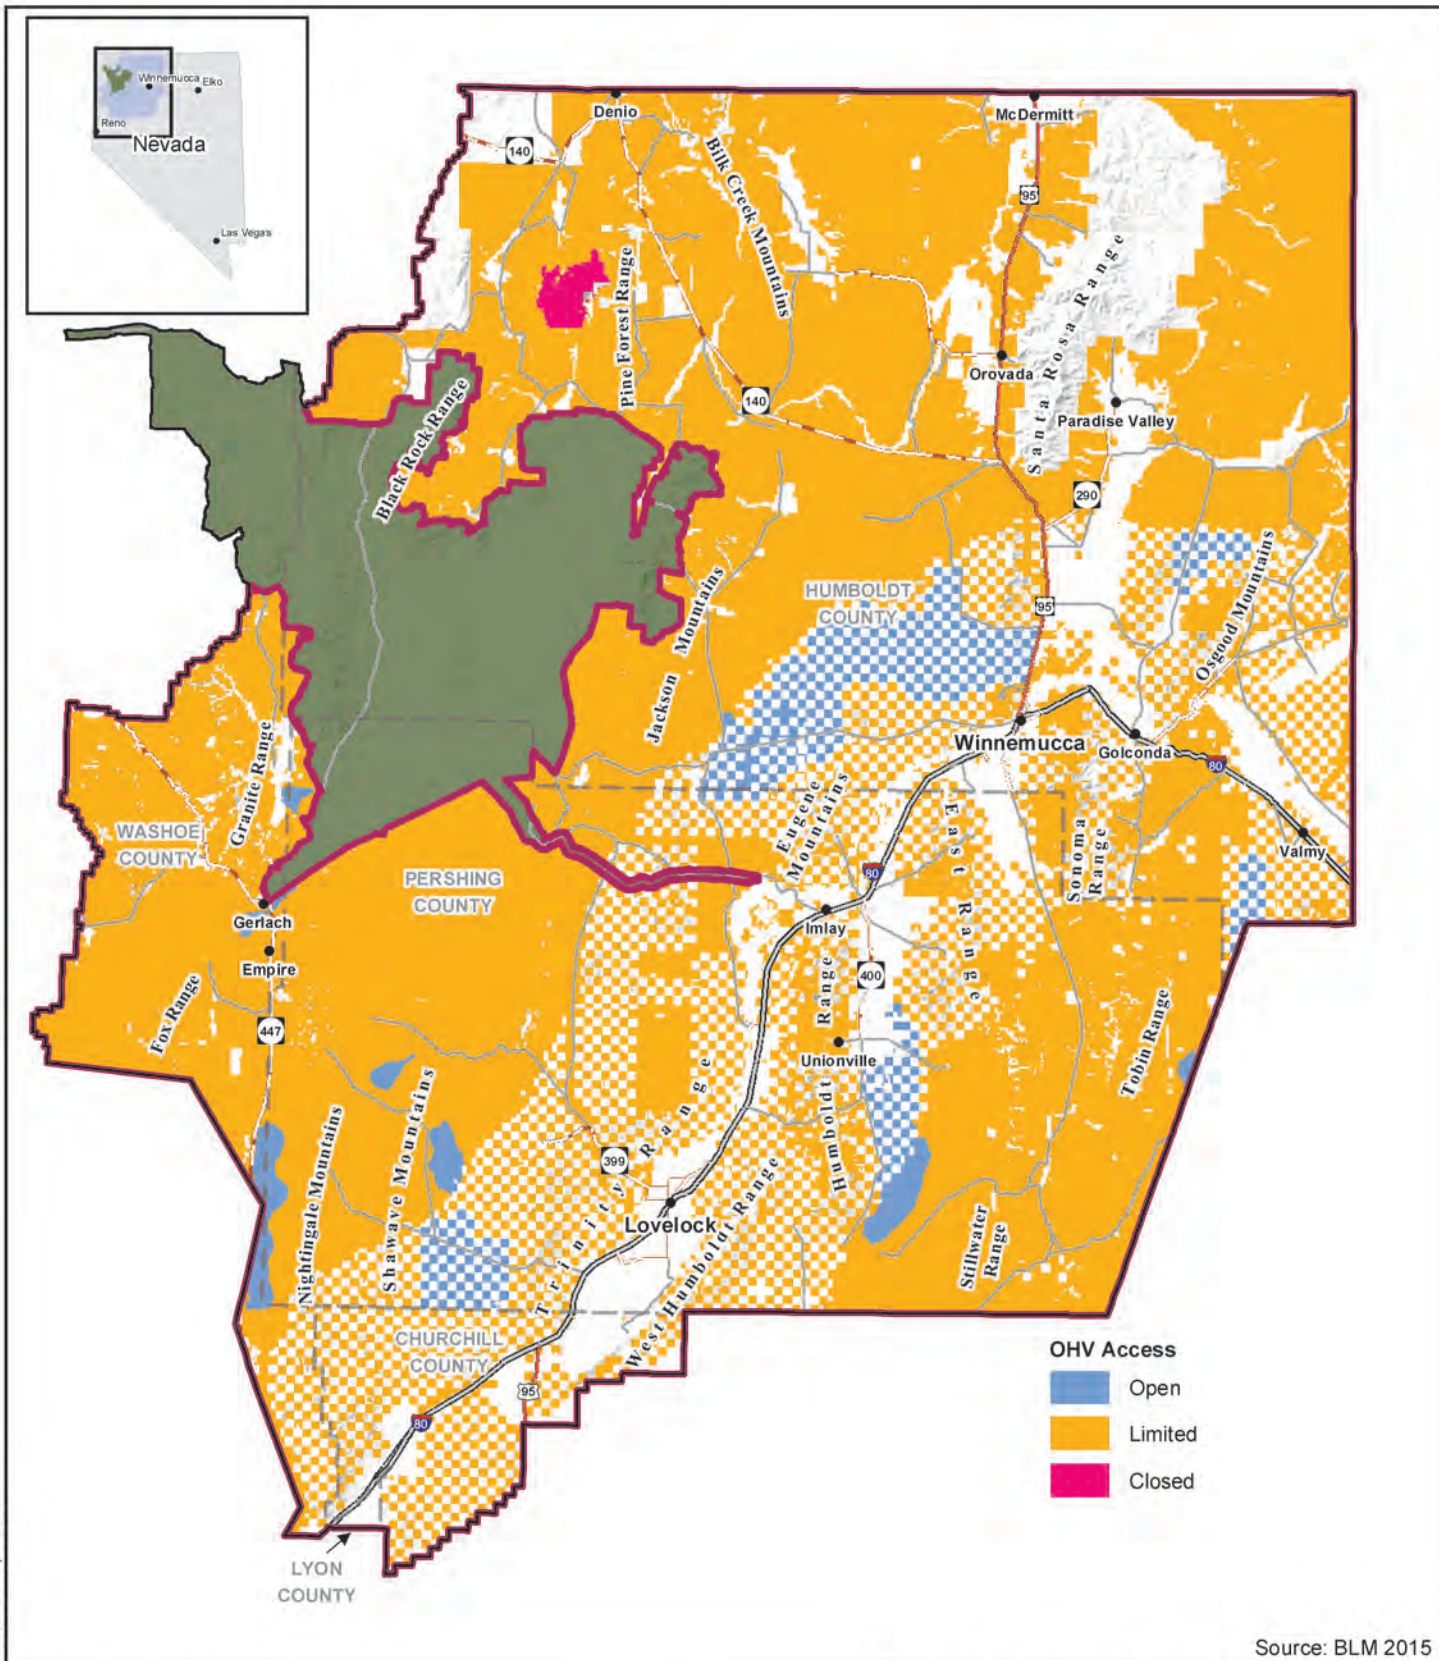 Winnemucca
Elko
Reno
Nevada
Las Vegas
Denio
McDermitt
140
95
Bilk Creek Mountains
Pine Forest Range
Santa Rosa Range
Orovada
Paradise Valley
140
Black Rock Range
290
HUMBOLDT
COUNTY
95
Osgood Mountains
Jackson Mountains
Winnemucca
Golconda
80
Granite Range
WASHOE
COUNTY
Eugene
Mountains
East Range
Sonoma
Range
Valmy
PERSHING
COUNTY
80
Gerlach
Imlay
Empire
400
Fox Range
447
Humboldt Range
Unionville
Tobin Range
Nightingale Mountains
Shawave Mountains
399
Trinity Range
Lovelock
West Humboldt Range
Stillwater
Range
CHURCHILL
COUNTY
95
80
LYON
COUNTY
OHV Access
Open
Limited
Closed
Source: BLM 2015